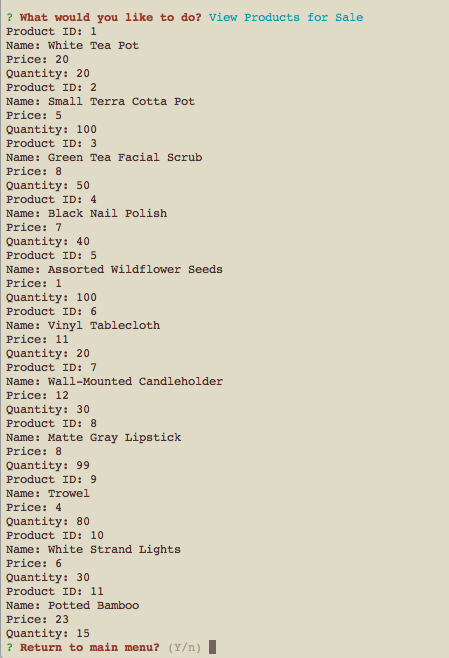 ? What would you like to do? View Products for Sale
Product ID: 1
Name: White Tea Pot
Price: 20
Quantity: 20
Product ID: 2
Name: Small Terra Cotta Pot
Price: 5
Quantity: 100
Product ID: 3
Name: Green Tea Facial Scrub
Price: 8
Quantity: 50
Product ID: 4
Name: Black Nail Polish
Price: 7
Quantity: 40
Product ID: 5
Name: Assorted Wildflower Seeds
Price: 1
Quantity: 100
Product ID: 6
Name: Vinyl Tablecloth
Price: 11
Quantity: 20
Product ID: 7
Name: Wall-Mounted Candleholder
Price: 12
Quantity: 30
Product ID: 8
Name: Matte Gray Lipstick
Price: 8
Quantity: 99
Product ID: 9
Name: Trowel
Price: 4
Quantity: 80
Product ID: 10
Name: White Strand Lights
Price: 6
Quantity: 30
Product ID: 11
Name: Potted Bamboo
Price: 23
Quantity: 15
? Return to main menu? (Y/n)